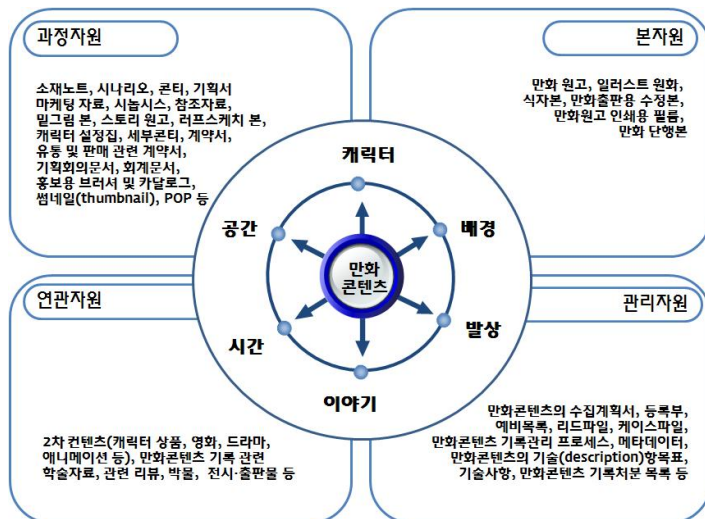 과정자원
소재노트, 시나리오, 콘티, 기획서
마케팅 자료, 시놉시스, 참조자료,
밑그림 본, 스토리 원고, 러프스케치 본,
캐릭터 설정집, 세부콘티, 계약서,
유통 및 판매 관련 계약서,
기획회의문서, 회계문서,
홍보용 브러셔 및 카달로그,
썸네일(thumbnail), POP 등
본자원
만화 원고, 일러스트 원화,
식자본, 만화출판용 수정본,
만화원고 인쇄용 필름,
만화 단행본
캐릭터
공간
배경
만화
콘텐츠
시간
발상
이야기
연관자원
2차 컨텐츠(캐릭터 상품, 영화, 드라마,
애니메이션 등), 만화콘텐츠 기록 관련
학술자료, 관련 리뷰, 박물, 전시·출판물 등
관리자원
만화콘텐츠의 수집계획서, 등록부,
예비목록, 리드파일, 케이스파일,
만화콘텐츠 기록관리 프로세스, 메타데이터,
만화콘텐츠의 기술(description)항목표,
기술사항, 만화콘텐츠 기록처분 목록 등